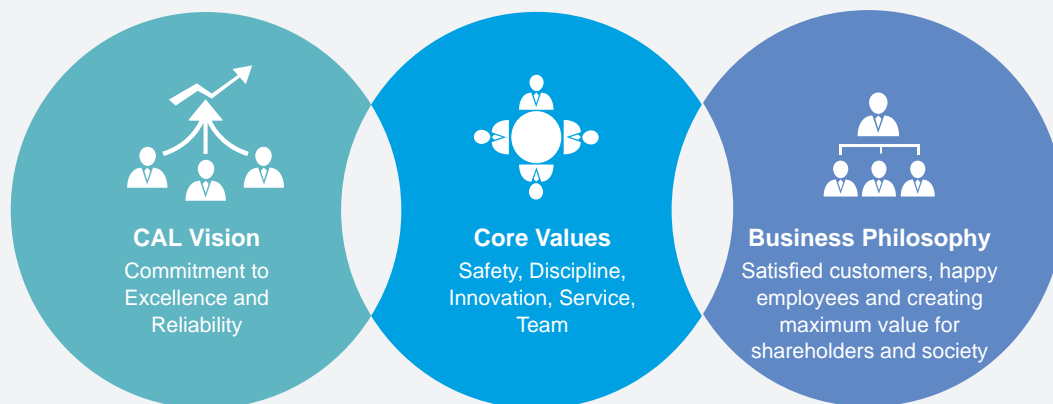 CAL Vision
Commitment to
Excellence and
Reliability
Core Values
Safety, Discipline,
Innovation, Service,
Team
Business Philosophy
Satisfied customers, happy
employees and creating
maximum value for
shareholders and society